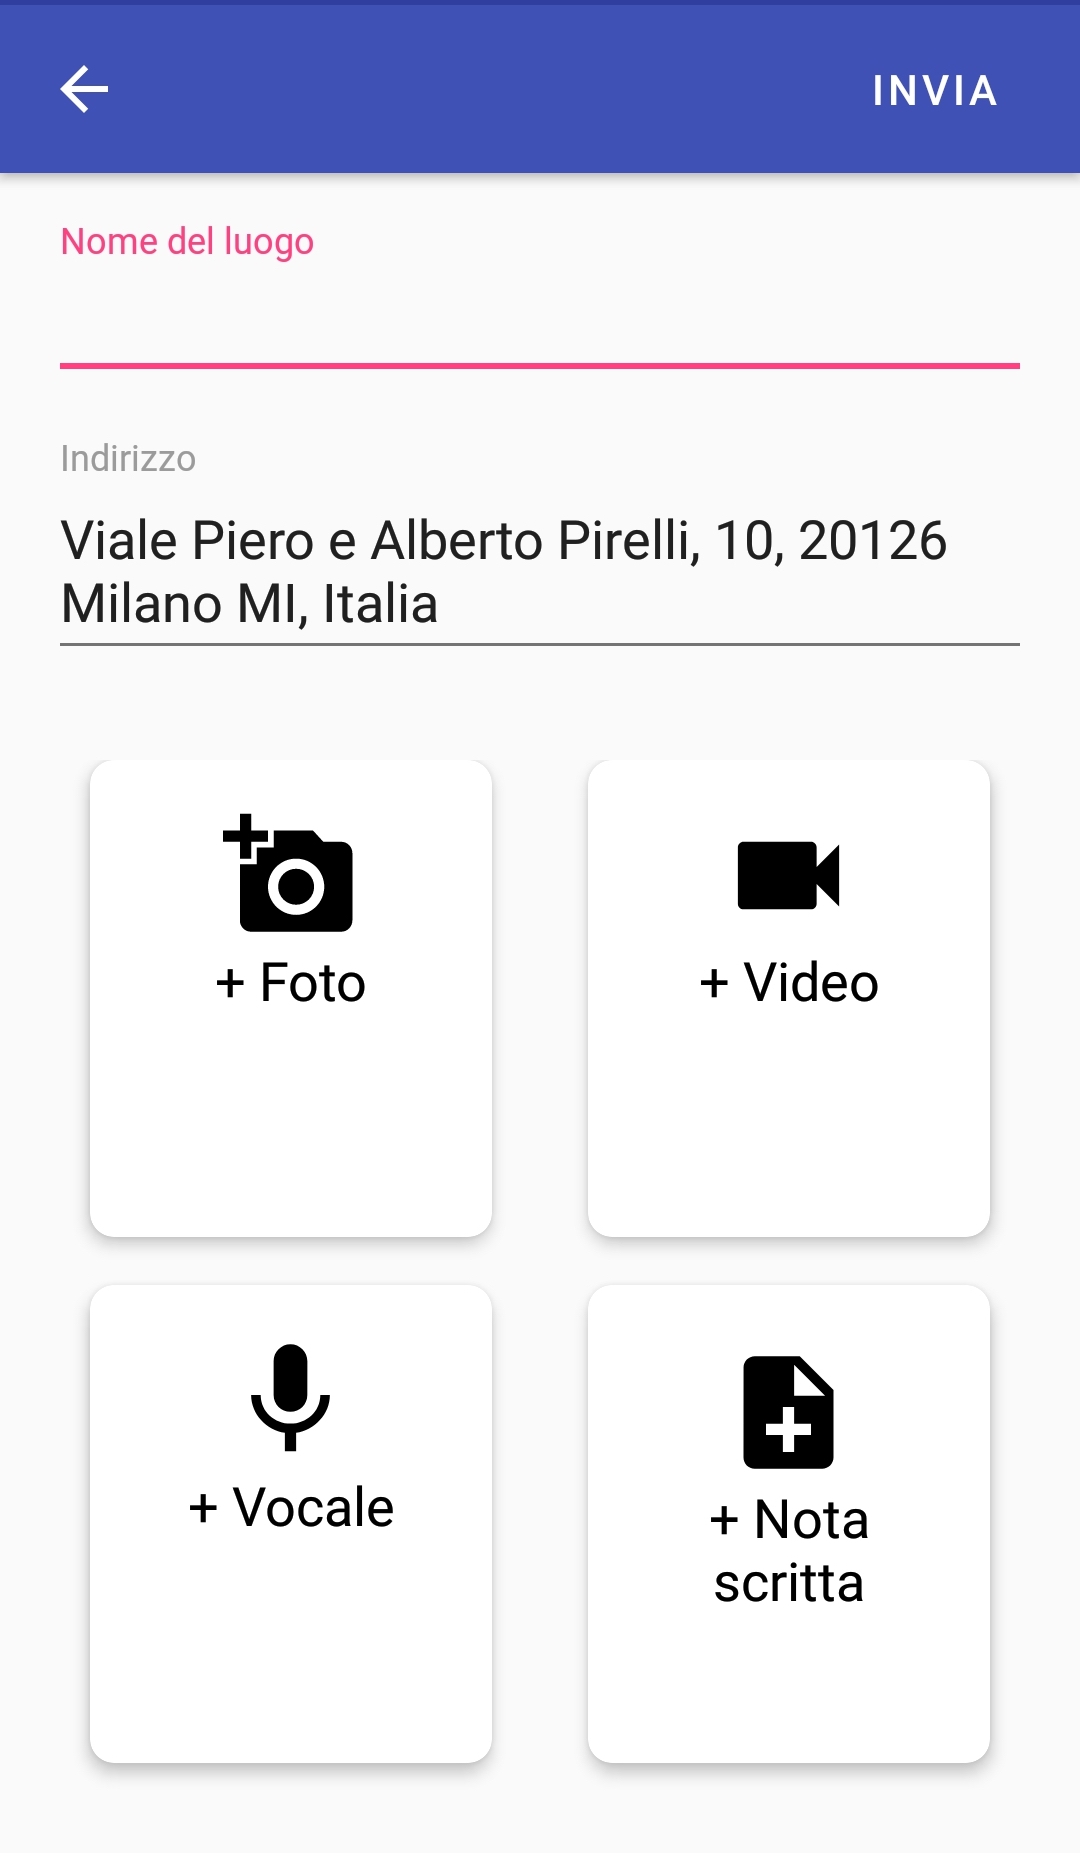 INVIA
Nome del luogo
Indirizzo
Viale Piero e Alberto Pirelli, 10, 20126
Milano MI, Italia
+ Foto
+ Video
+ Vocale
+ Nota
scritta